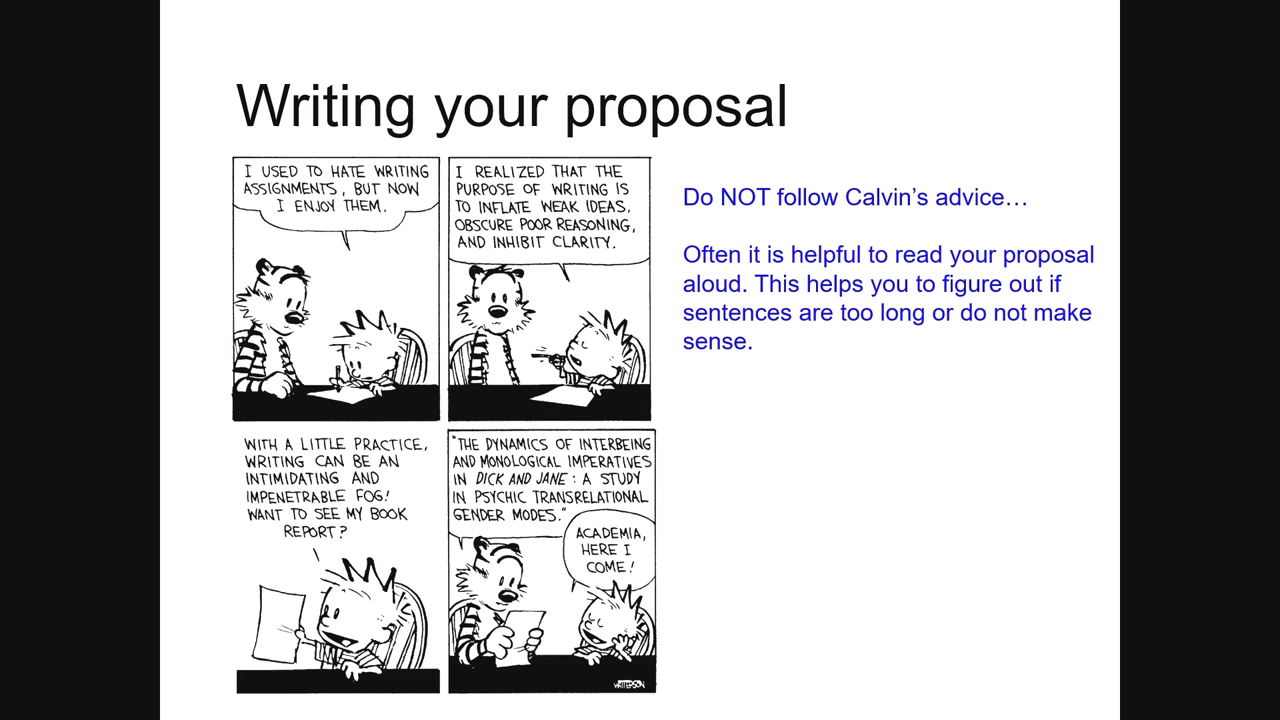 Writing your proposal
I USED TO HATE WRITING
ASSIGNMENTS, BUT NOW
I ENJOY THEM.
I REALIZED THAT THE
PURPOSE OF WRITING IS
TO INFLATE WEAK IDEAS,
OBSCURE POOR REASONING,
AND INHIBIT CLARITY.
WITH A LITTLE PRACTICE,
WRITING CAN BE AN
INTIMIDATING AND
IMPENETRABLE FOG!
WANT TO SEE MY BOOK
REPORT?
"THE DYNAMICS OF INTERBEING
AND MONOLOGICAL IMPERATIVES
IN DICK AND JANE : A STUDY
IN PSYCHIC TRANSRELATIONAL
GENDER MODES."
ACADEMIA,
HERE I
COME!
WATTERSON
Do NOT follow Calvin's advice…
Often it is helpful to read your proposal
aloud. This helps you to figure out if
sentences are too long or do not make
sense.